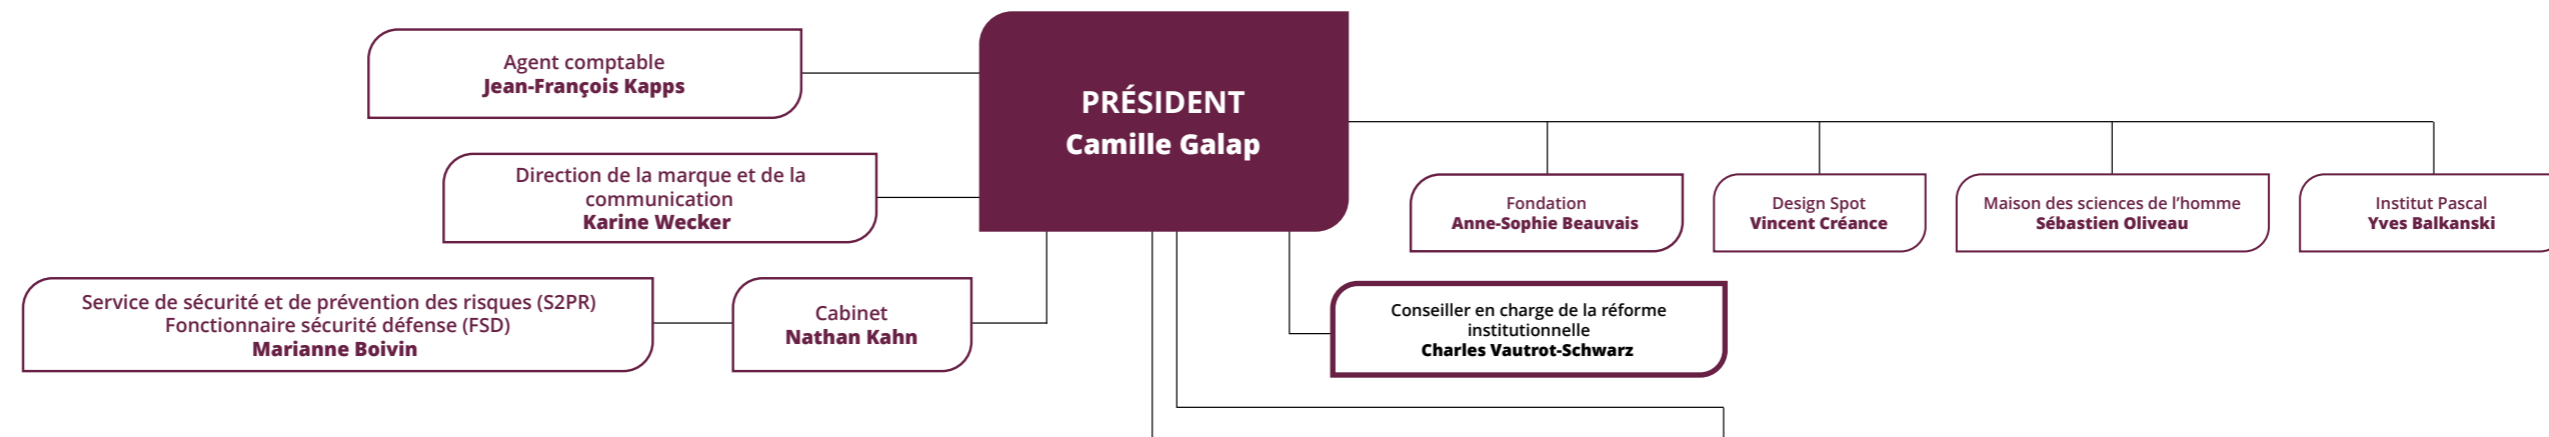 Agent comptable
Jean-François Kapps
PRÉSIDENT
Camille Galap
Direction de la marque et de la
communication
Karine Wecker
Fondation
Anne-Sophie Beauvais
Design Spot
Vincent Créance
Maison des sciences de l’homme
Sébastien Oliveau
Institut Pascal
Yves Balkanski
Service de sécurité et de prévention des risques (S2PR)
Fonctionnaire sécurité défense (FSD)
Marianne Boivin
Cabinet
Nathan Kahn
Conseiller en charge de la réforme
institutionnelle
Charles Vautrot-Schwarz